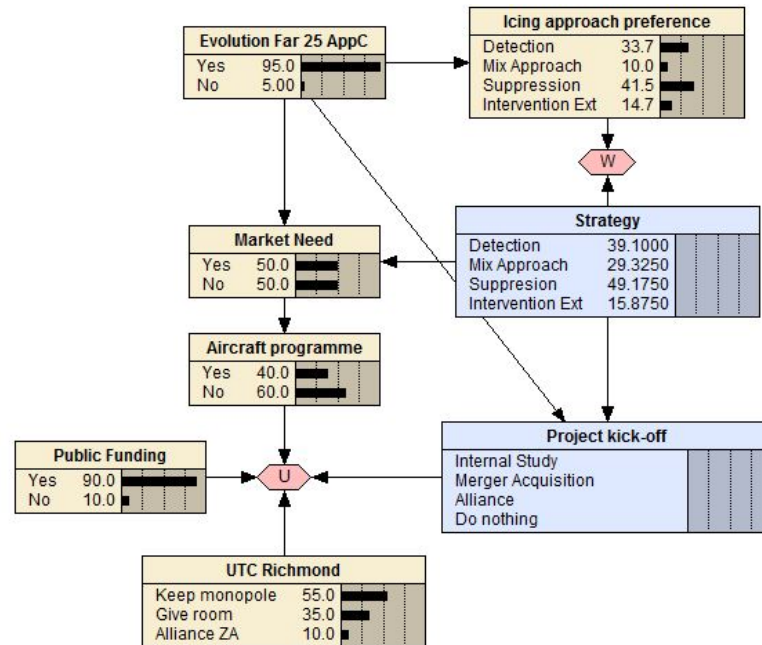 Evolution Far 25 AppC
Yes 95.0
No 5.00
Icing approach preference
Detection 33.7
Mix Approach 10.0
Suppression 41.5
Intervention Ext 14.7
W
Strategy
Detection 39.1000
Mix Approach 29.3250
Suppresion 49.1750
Intervention Ext 15.8750
Market Need
Yes 50.0
No 50.0
Aircraft programme
Yes 40.0
No 60.0
Project kick-off
Internal Study
Merger Acquisition
Alliance
Do nothing
Public Funding
Yes 90.0
No 10.0
U
UTC Richmond
Keep monopole 55.0
Give room 35.0
Alliance ZA 10.0